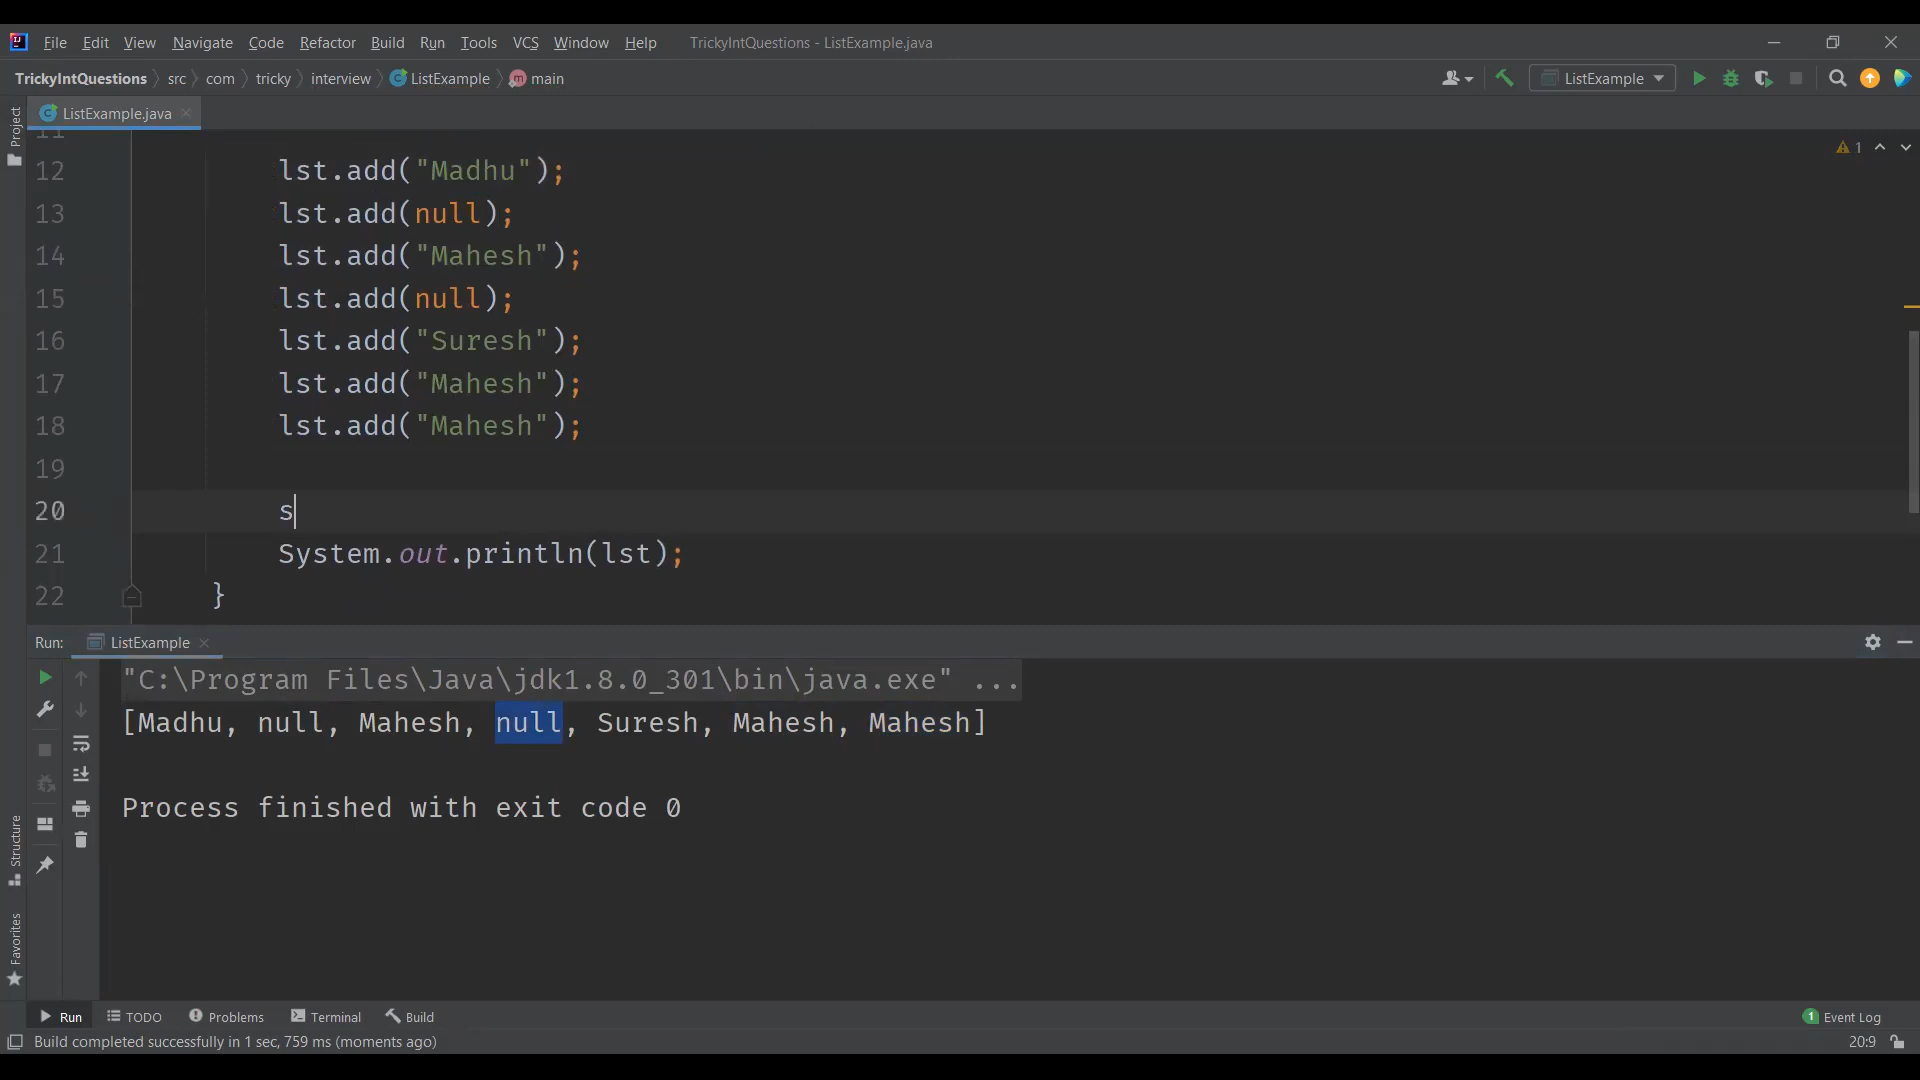 File Edit View Navigate Code Refactor Build Run Tools VCS Window Help TrickyIntQuestions - ListExample.java
TrickyIntQuestions src com tricky interview ListExample main ListExample
ListExample.java
Project
11
12 lst.add("Madhu"); 1
13 lst.add(null);
14 lst.add("Mahesh");
15 lst.add(null);
16 lst.add("Suresh");
17 lst.add("Mahesh");
18 lst.add("Mahesh");
19
20 s
21 System.out.println(lst);
22 }
Run: ListExample
"C:\Program Files\Java\jdk1.8.0_301\bin\java.exe" ...
[Madhu, null, Mahesh, null, Suresh, Mahesh, Mahesh]
Process finished with exit code 0
Structure
Favorites
Run TODO Problems Terminal Build 1 Event Log
Build completed successfully in 1 sec, 759 ms (moments ago) 20:9